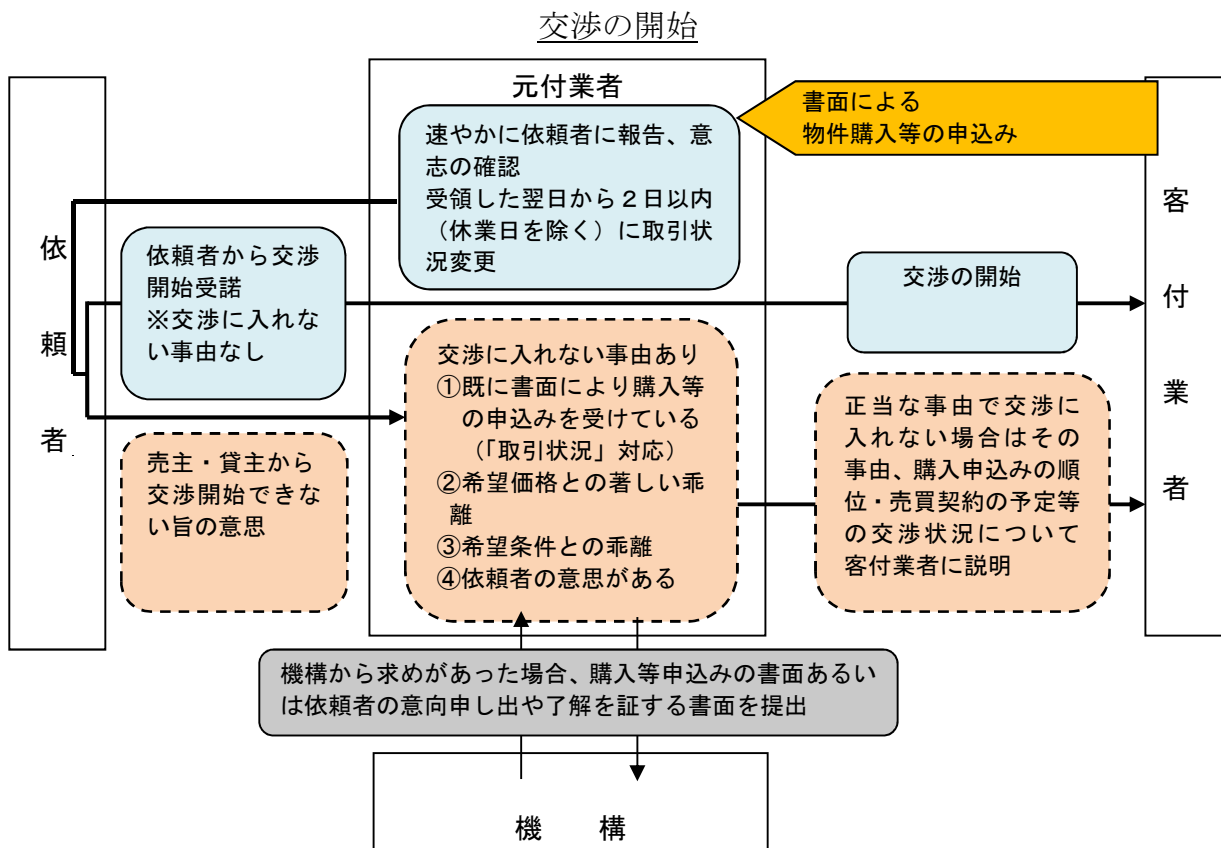 交渉の開始
元付業者
書面による
物件購入等の申込み
速やかに依頼者に報告、意
志の確認
受領した翌日から２日以内
（休業日を除く）に取引状
況変更
依頼者
客付業者
依頼者から交渉
開始受諾
※交渉に入れな
い事由なし
交渉の開始
売主・貸主から
交渉開始できな
い旨の意思
交渉に入れない事由あり
①既に書面により購入等
の申込みを受けている
（「取引状況」対応）
②希望価格との著しい乖
離
③希望条件との乖離
④依頼者の意思がある
正当な事由で交渉に
入れない場合はその
事由、購入申込みの順
位・売買契約の予定等
の交渉状況について
客付業者に説明
機構から求めがあった場合、購入等申込みの書面あるい
は依頼者の意向申し出や了解を証する書面を提出
機　構